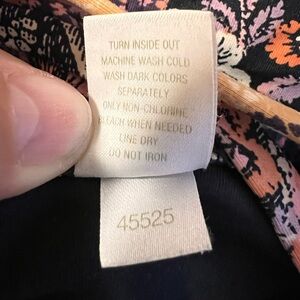 TURN INSIDE OUT
MACHINE WASH COLD
WASH DARK COLORS
SEPARATELY
ONLY NON-CHLORINE
BLEACH WHEN NEEDED
LINE DRY
DO NOT IRON
45525